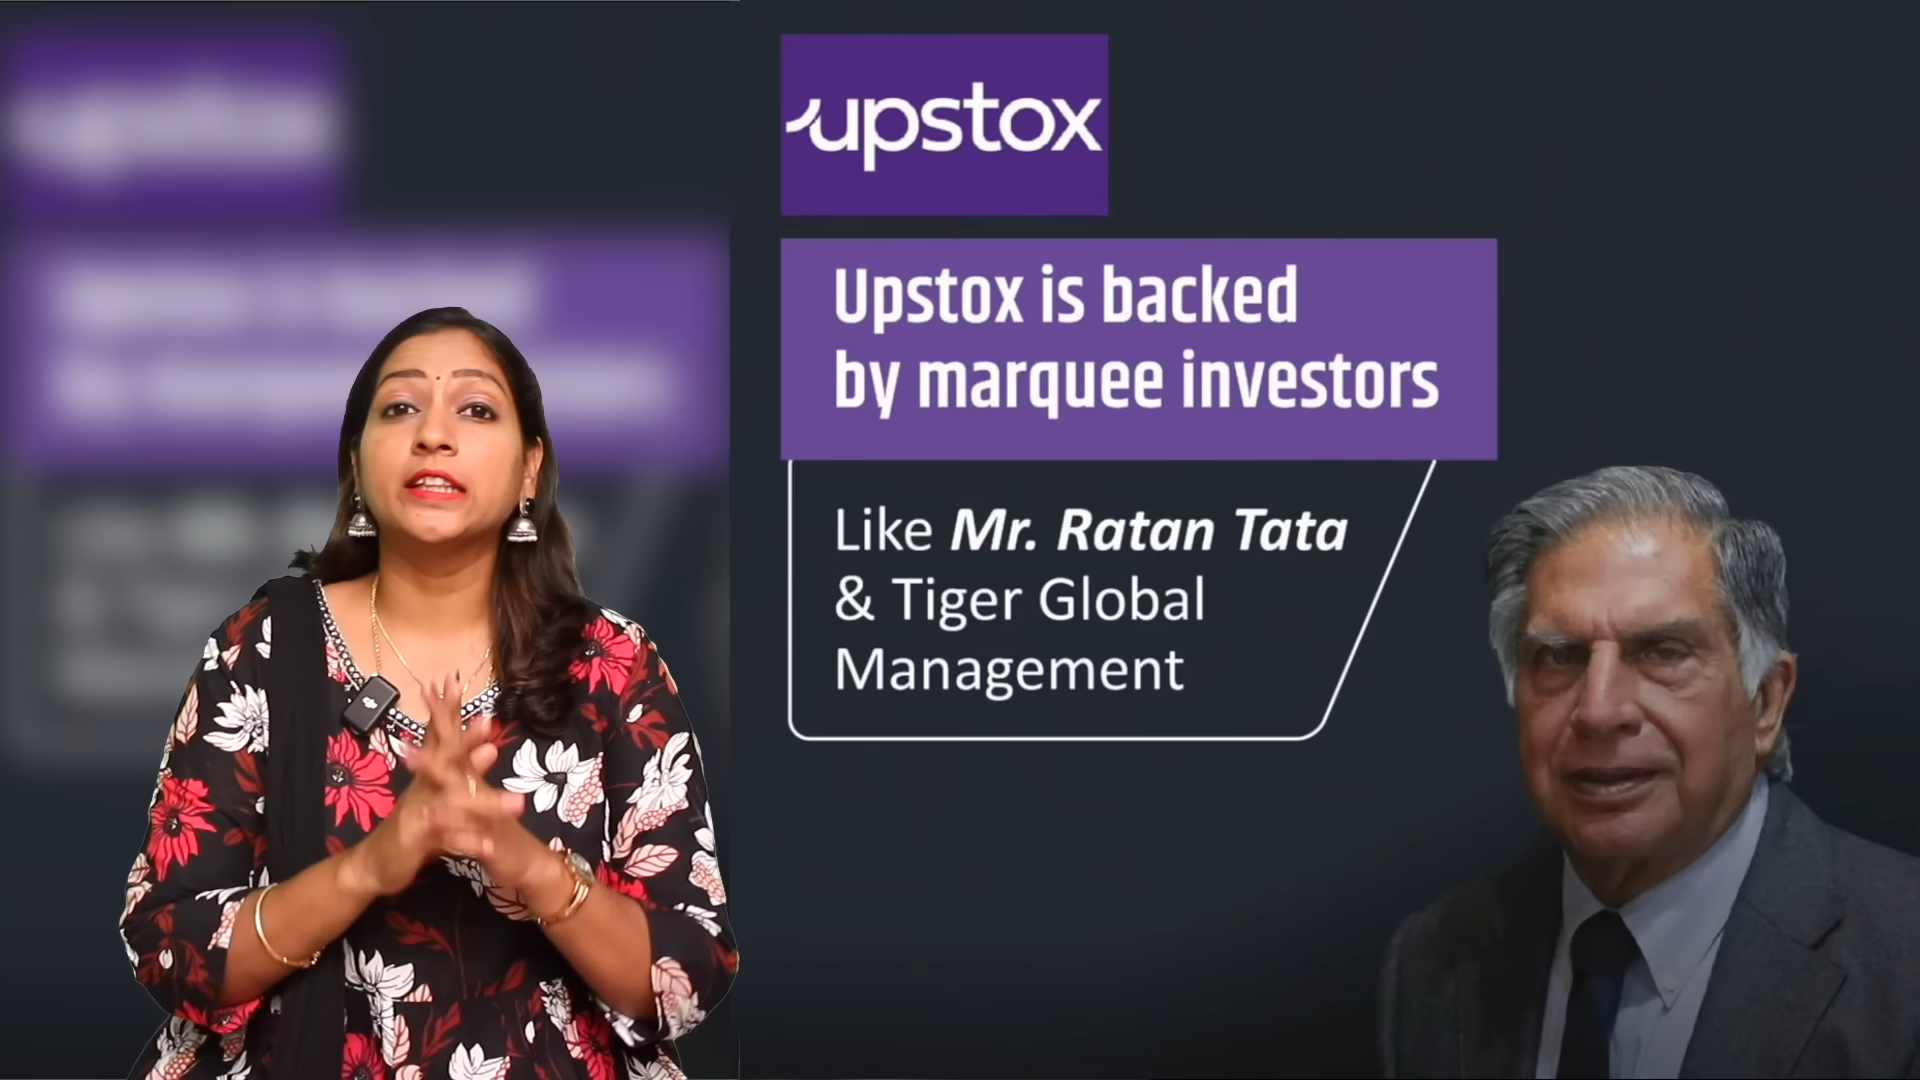 upstox
Upstox is backed
by marquee investors
Like Mr. Ratan Tata
& Tiger Global
Management